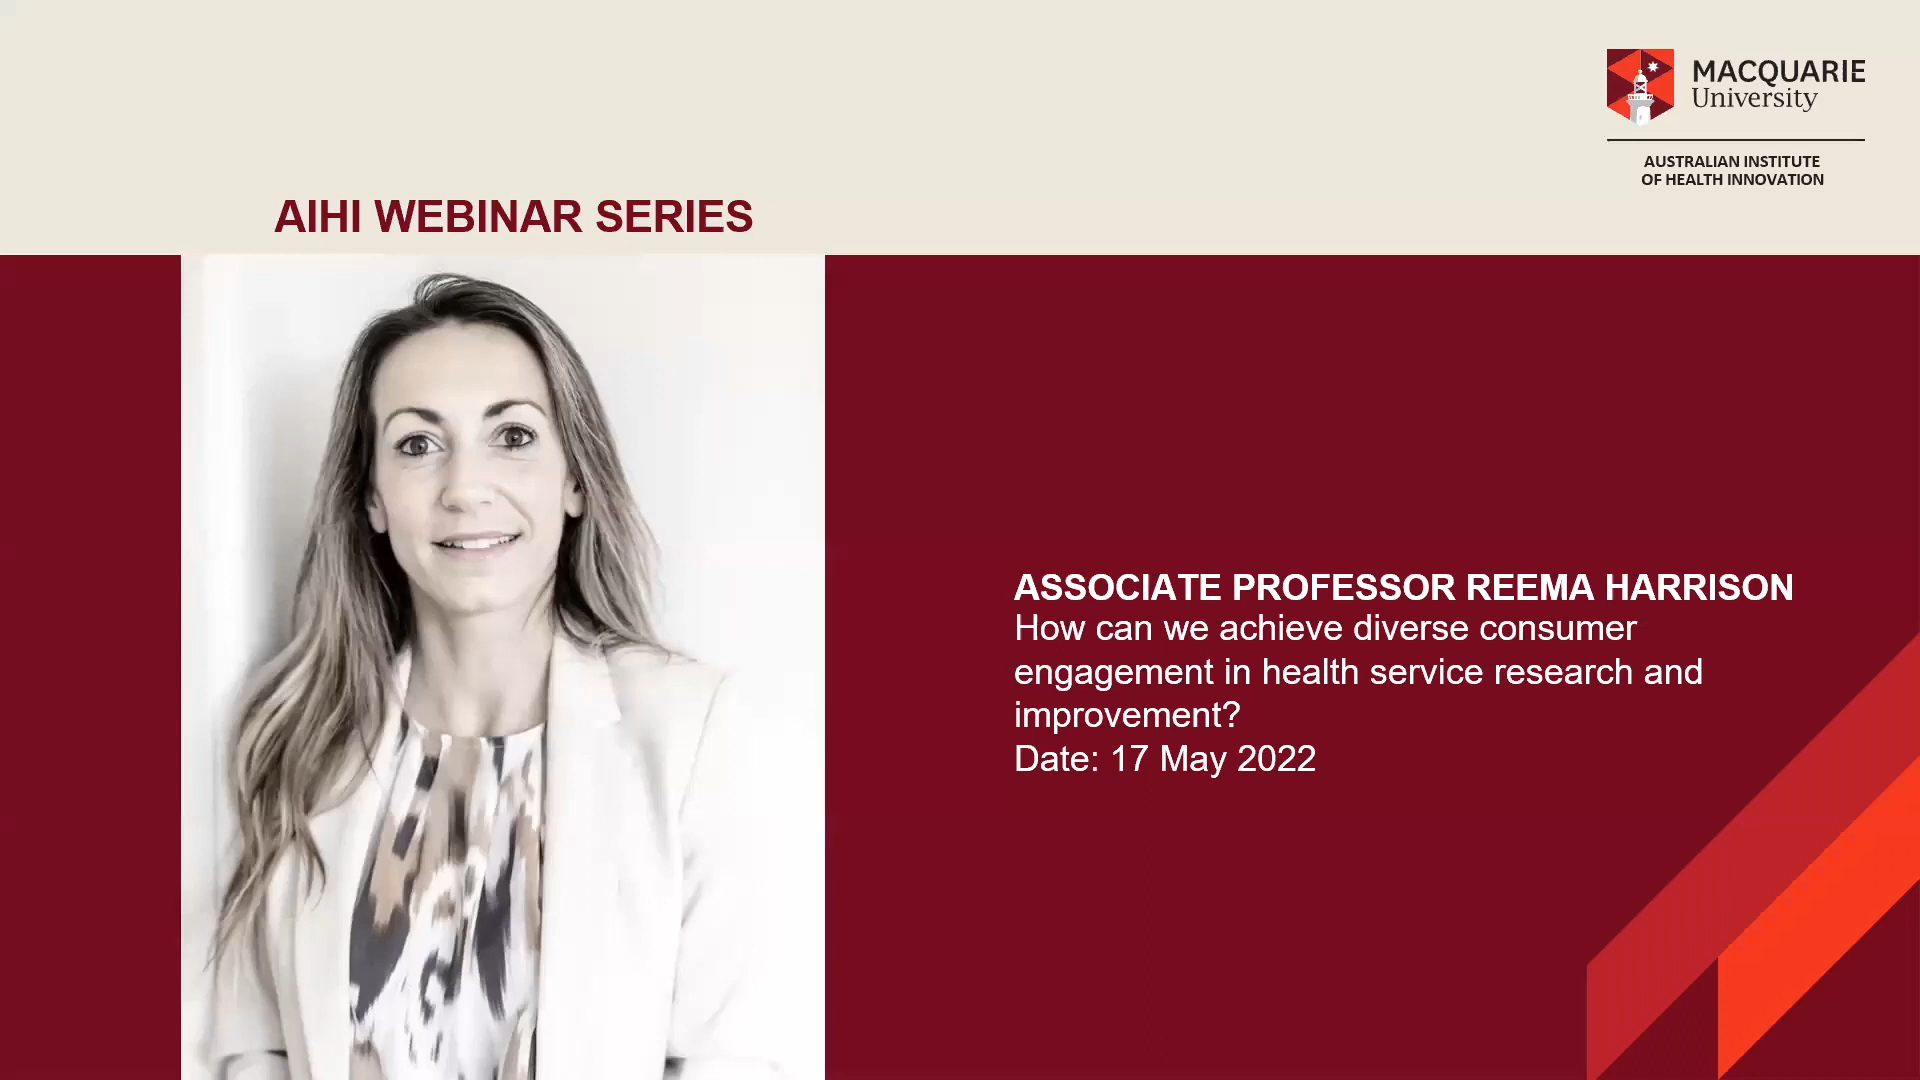 MACQUARIE
University
AUSTRALIAN INSTITUTE
OF HEALTH INNOVATION
AIHI WEBINAR SERIES
ASSOCIATE PROFESSOR REEMA HARRISON
How can we achieve diverse consumer
engagement in health service research and
improvement?
Date: 17 May 2022